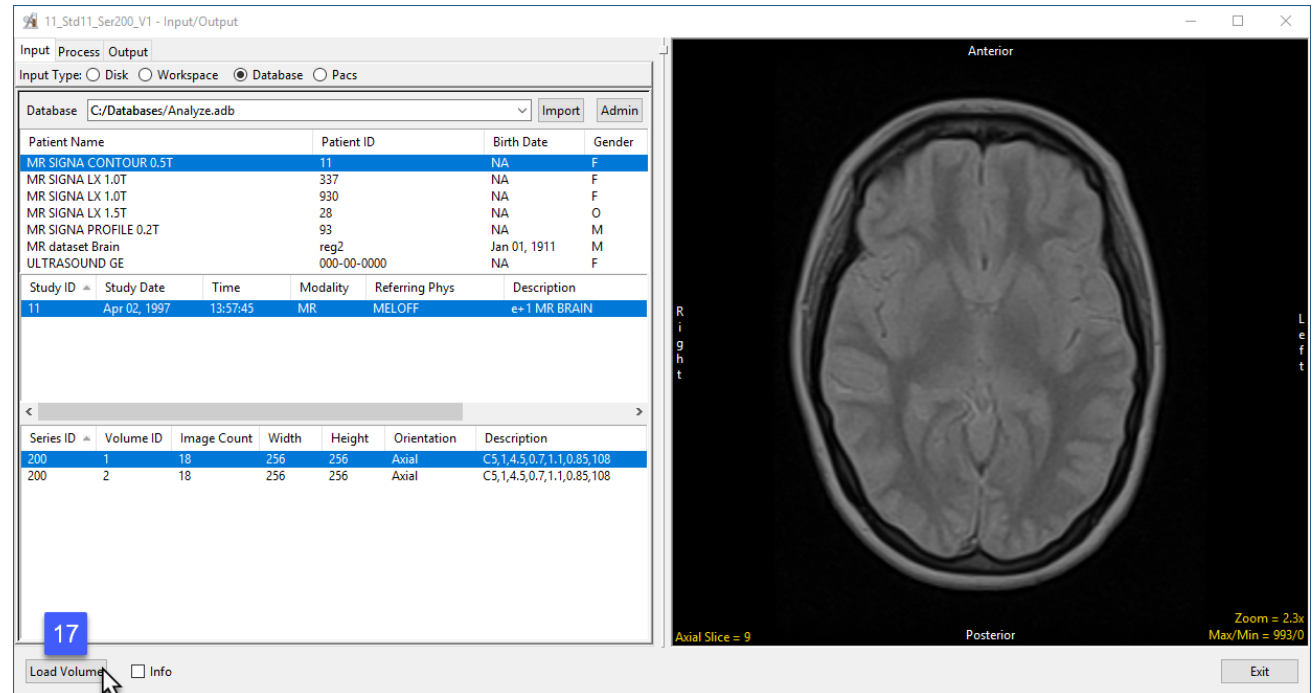 11_Std11_Ser200_V1 - Input/Output
Input Process Output
Input Type: Disk Workspace Database Pacs
Database C:/Databases/Analyze.adb Import Admin
Patient Name Patient ID Birth Date Gender
MR SIGNA CONTOUR 0.5T 11 NA F
MR SIGNA LX 1.0T 337 NA F
MR SIGNA LX 1.0T 930 NA F
MR SIGNA LX 1.5T 28 NA O
MR SIGNA PROFILE 0.2T 93 NA M
MR dataset Brain reg2 Jan 01, 1911 M
ULTRASOUND GE 000-00-0000 NA F
Study ID Study Date Time Modality Referring Phys Description
11 Apr 02, 1997 13:57:45 MR MELOFF e+1 MR BRAIN
Series ID Volume ID Image Count Width Height Orientation Description
200 1 18 256 256 Axial C5,1,4.5,0.7,1.1,0.85,108
200 2 18 256 256 Axial C5,1,4.5,0.7,1.1,0.85,108
17
Load Volume Info
Anterior
Right
Left
Zoom = 2.3x
Axial Slice = 9 Posterior Max/Min = 993/0
Exit